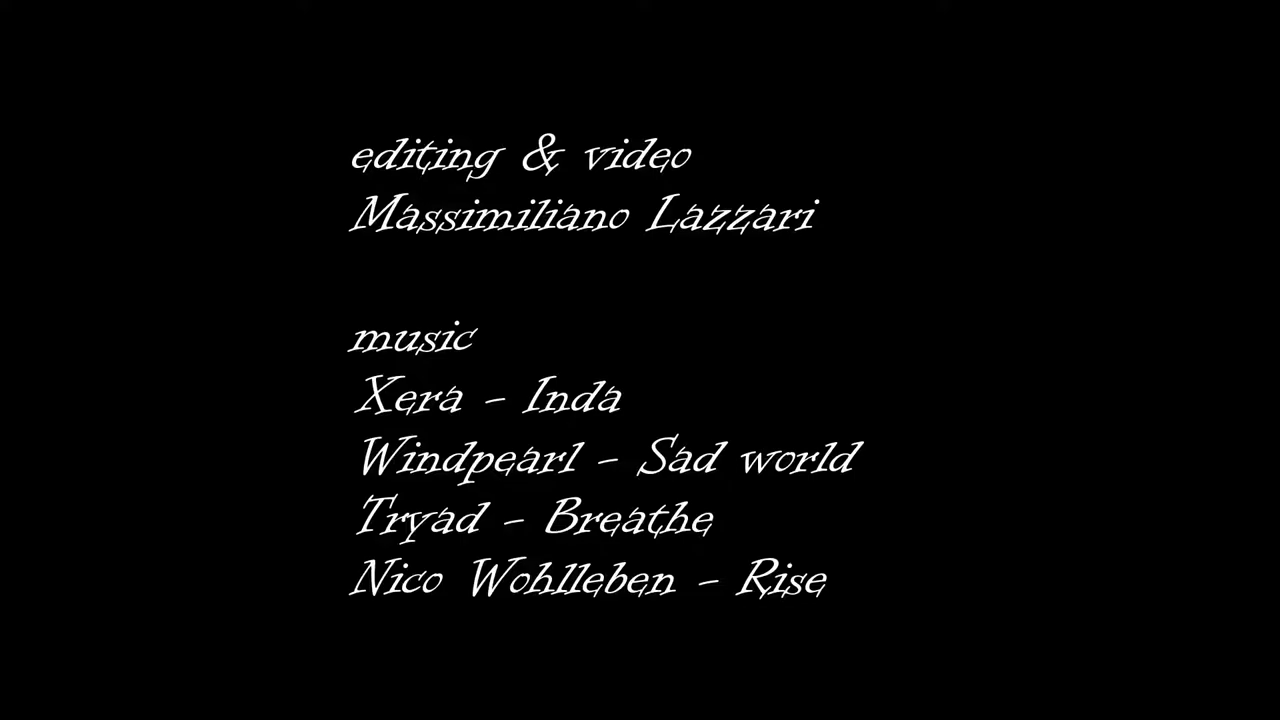 editing & video
Massimiliano Lazzari
music
Xera - Inda
Windpearl - Sad world
Tryad - Breathe
Nico Wohlleben - Rise